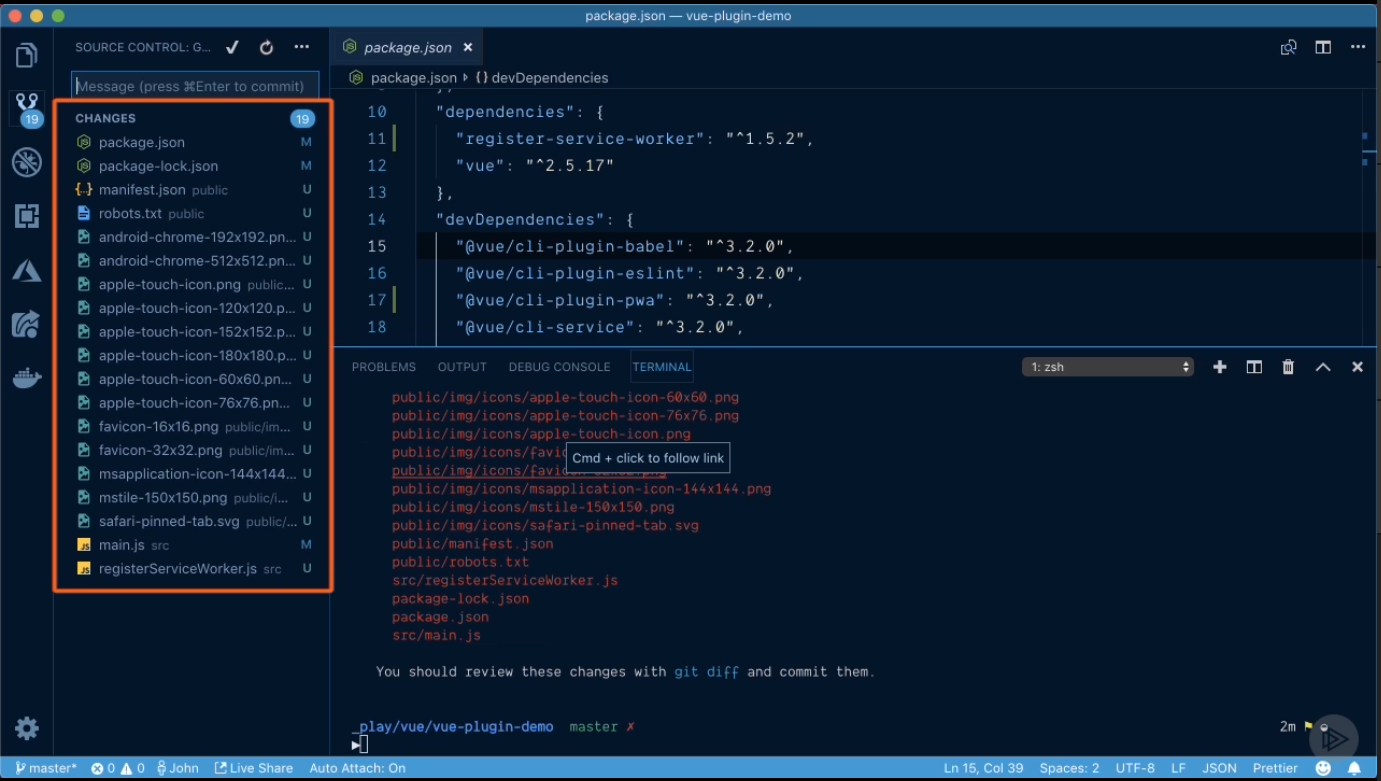 package.json — vue-plugin-demo
SOURCE CONTROL: G...
package.json
Message (press ⌘Enter to commit)
package.json
{} devDependencies
19
CHANGES 19
package.json M
package-lock.json M
{..} manifest.json public U
robots.txt public U
android-chrome-192x192.pn... U
android-chrome-512x512.pn... U
apple-touch-icon.png public... U
apple-touch-icon-120x120.p... U
apple-touch-icon-152x152.p... U
apple-touch-icon-180x180.p... U
apple-touch-icon-60x60.pn... U
apple-touch-icon-76x76.pn... U
favicon-16x16.png public/im... U
favicon-32x32.png public/im... U
msapplication-icon-144x144... U
mstile-150x150.png public/i... U
safari-pinned-tab.svg public/... U
JS main.js src M
JS registerServiceWorker.js src U
10 "dependencies": {
11 "register-service-worker": "^1.5.2",
12 "vue": "^2.5.17"
13 },
14 "devDependencies": {
15 "@vue/cli-plugin-babel": "^3.2.0",
16 "@vue/cli-plugin-eslint": "^3.2.0",
17 "@vue/cli-plugin-pwa": "^3.2.0",
18 "@vue/cli-service": "^3.2.0",
PROBLEMS OUTPUT DEBUG CONSOLE TERMINAL 1: zsh
public/img/icons/apple-touch-icon-60x60.png
public/img/icons/apple-touch-icon-76x76.png
public/img/icons/apple-touch-icon.png
public/img/icons/favic
Cmd + click to follow link
public/img/icons/favic
public/img/icons/msapplication-icon-144x144.png
public/img/icons/mstile-150x150.png
public/img/icons/safari-pinned-tab.svg
public/manifest.json
public/robots.txt
src/registerServiceWorker.js
package-lock.json
package.json
src/main.js
You should review these changes with git diff and commit them.
_play/vue/vue-plugin-demo master ✗ 2m
master* 0 0 John Live Share Auto Attach: On Ln 15, Col 39 Spaces: 2 UTF-8 LF JSON Prettier